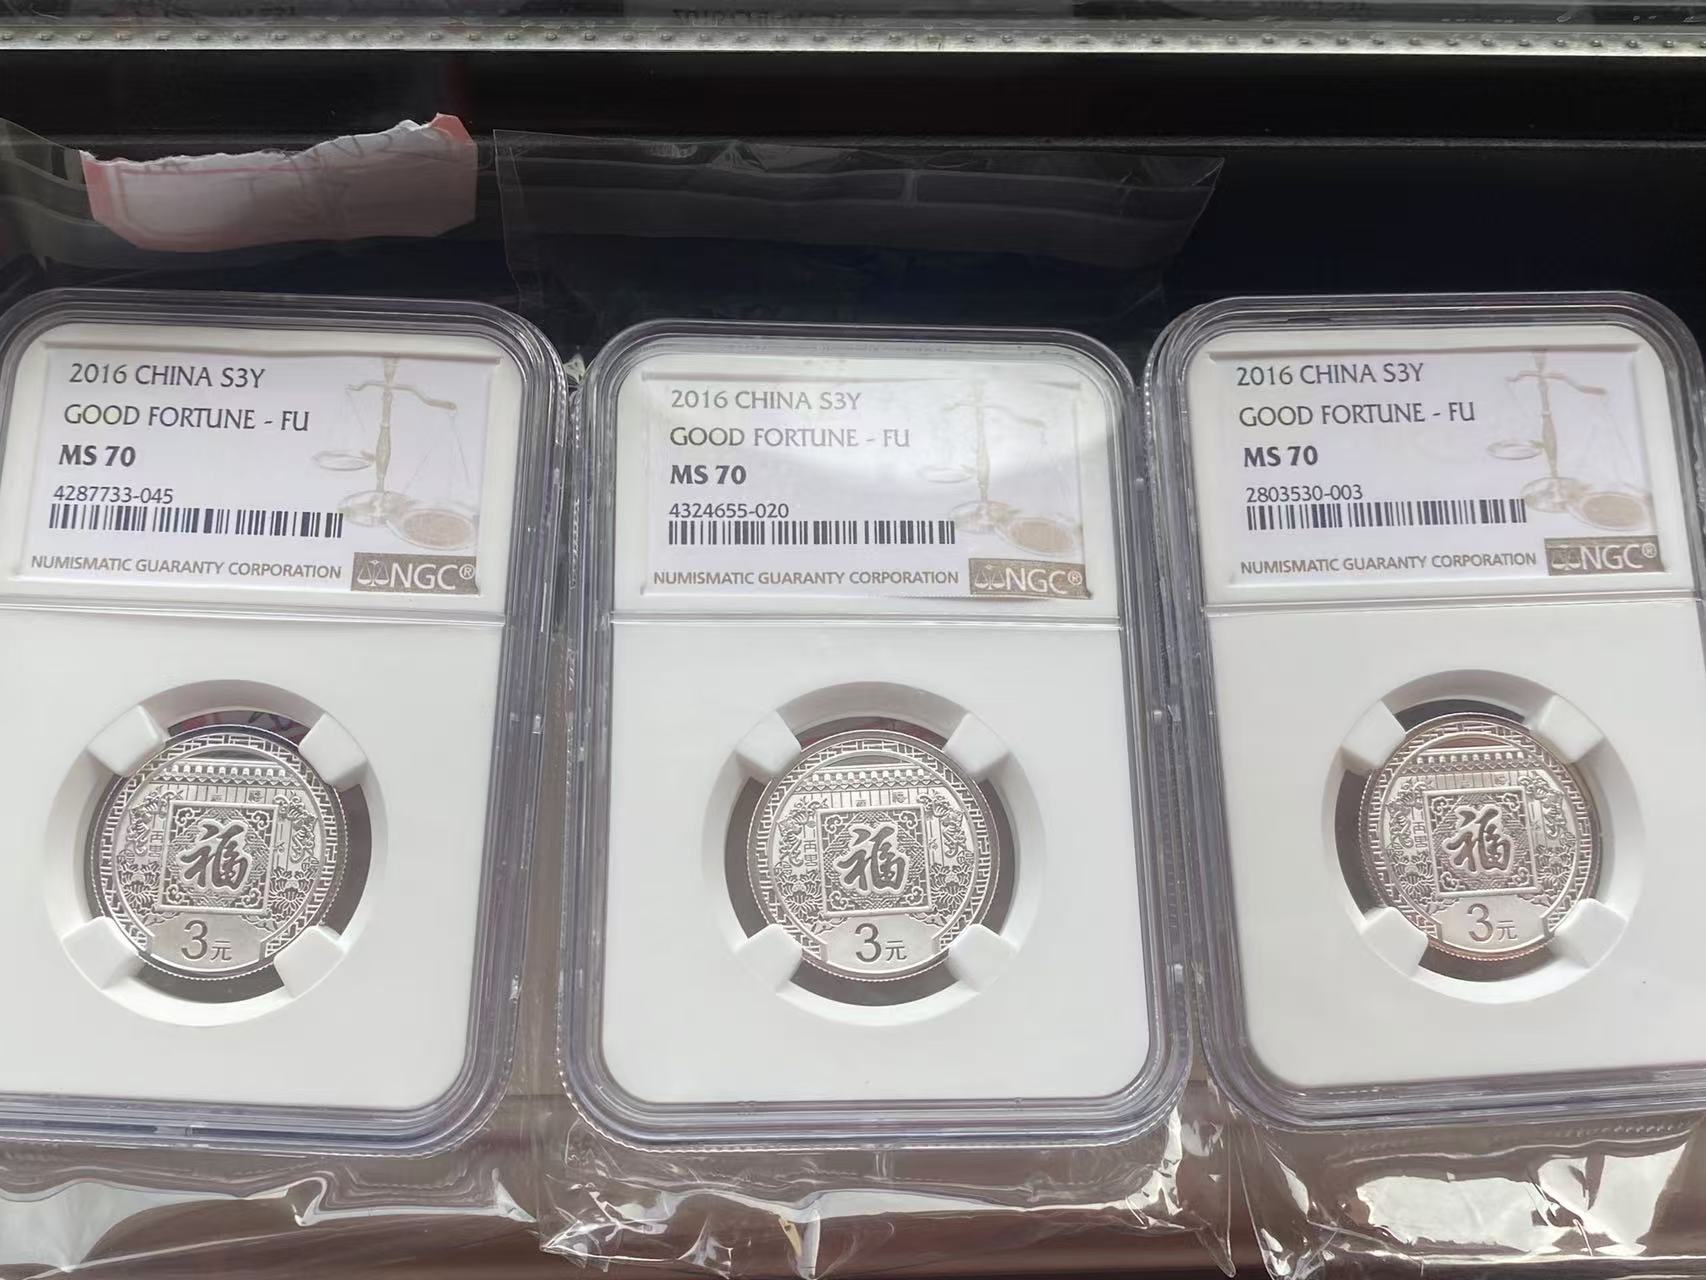 2016 CHINA S3Y
GOOD FORTUNE - FU
MS 70
4287733-045
NUMISMATIC GUARANTY CORPORATION NGC®
福
3元
2016 CHINA S3Y
GOOD FORTUNE - FU
MS 70
4324655-020
NUMISMATIC GUARANTY CORPORATION NGC®
福
3元
2016 CHINA S3Y
GOOD FORTUNE - FU
MS 70
2803530-003
NUMISMATIC GUARANTY CORPORATION NGC®
福
3元